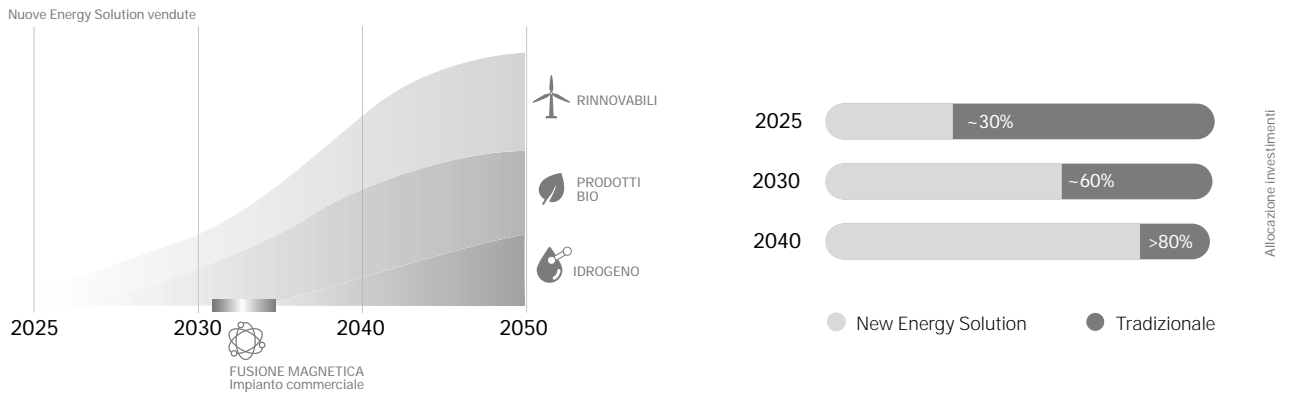 Nuove Energy Solution vendute
RINNOVABILI
PRODOTTI
BIO
IDROGENO
2025
2030
2040
2050
FUSIONE MAGNETICA
Impianto commerciale
2025
~30%
2030
~60%
2040
>80%
Allocazione investimenti
New Energy Solution
Tradizionale